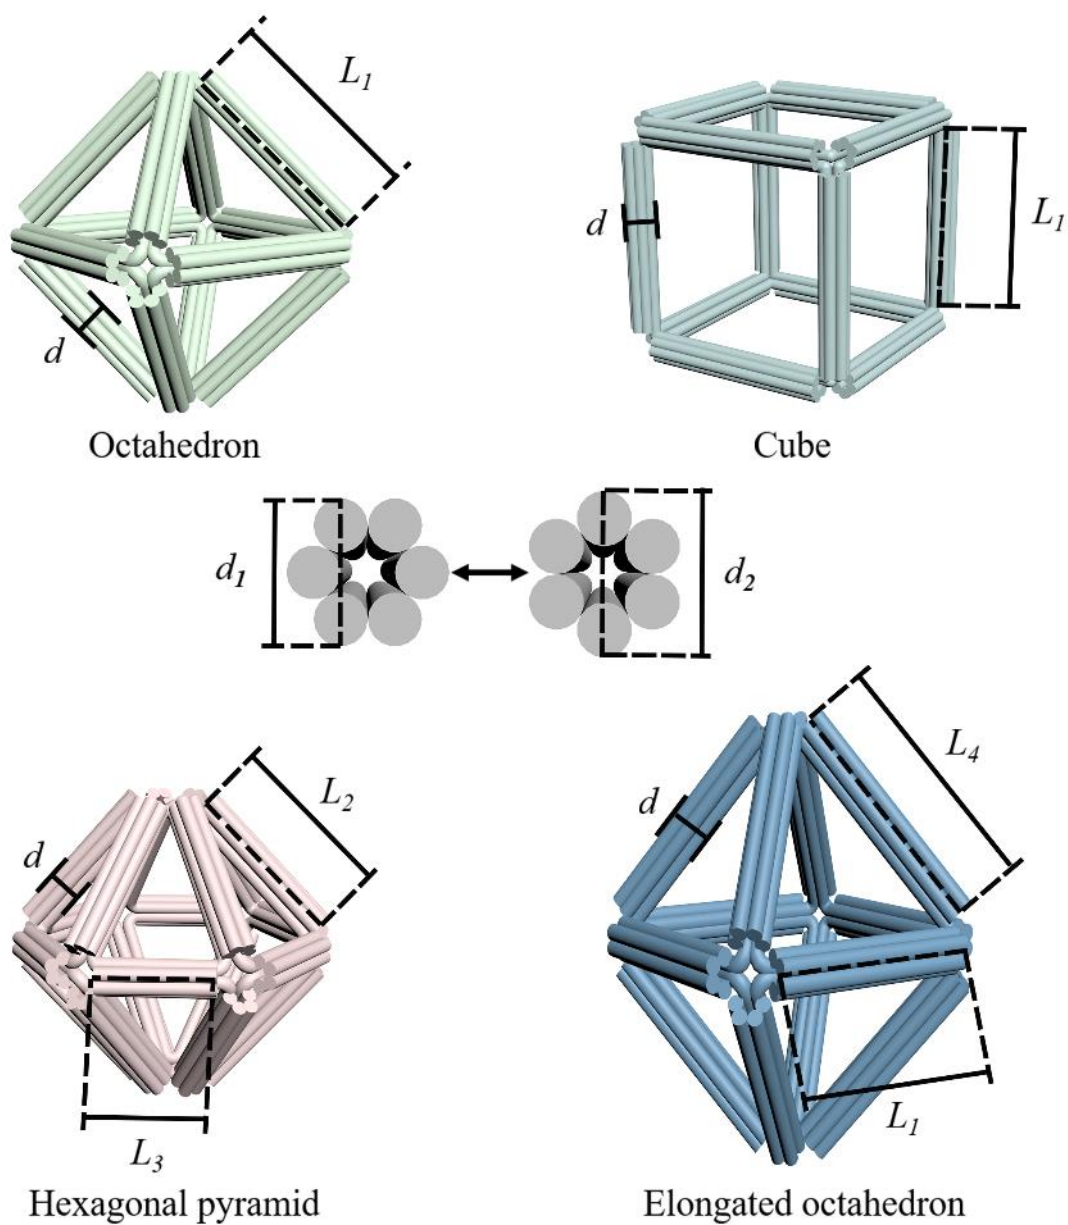 L1
d
Octahedron
L1
d
Cube
d1
d2
L2
d
L3
Hexagonal pyramid
L4
d
L1
Elongated octahedron